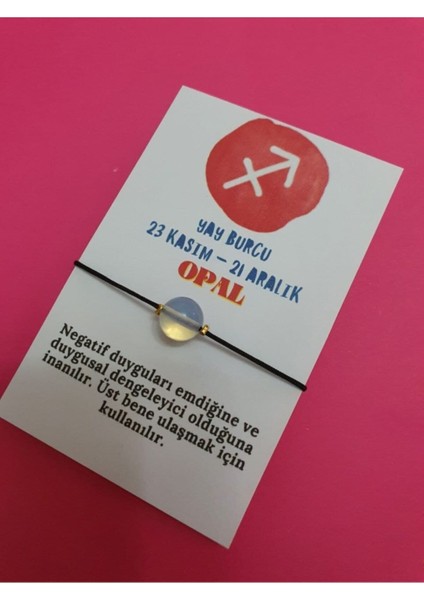 YAY BURCU
23 KASIM – 21 ARALIK
OPAL
Negatif duyguları emdiğine ve
duygusal dengeleyici olduğuna
inanılır. Üst bene ulaşmak için
kullanılır.